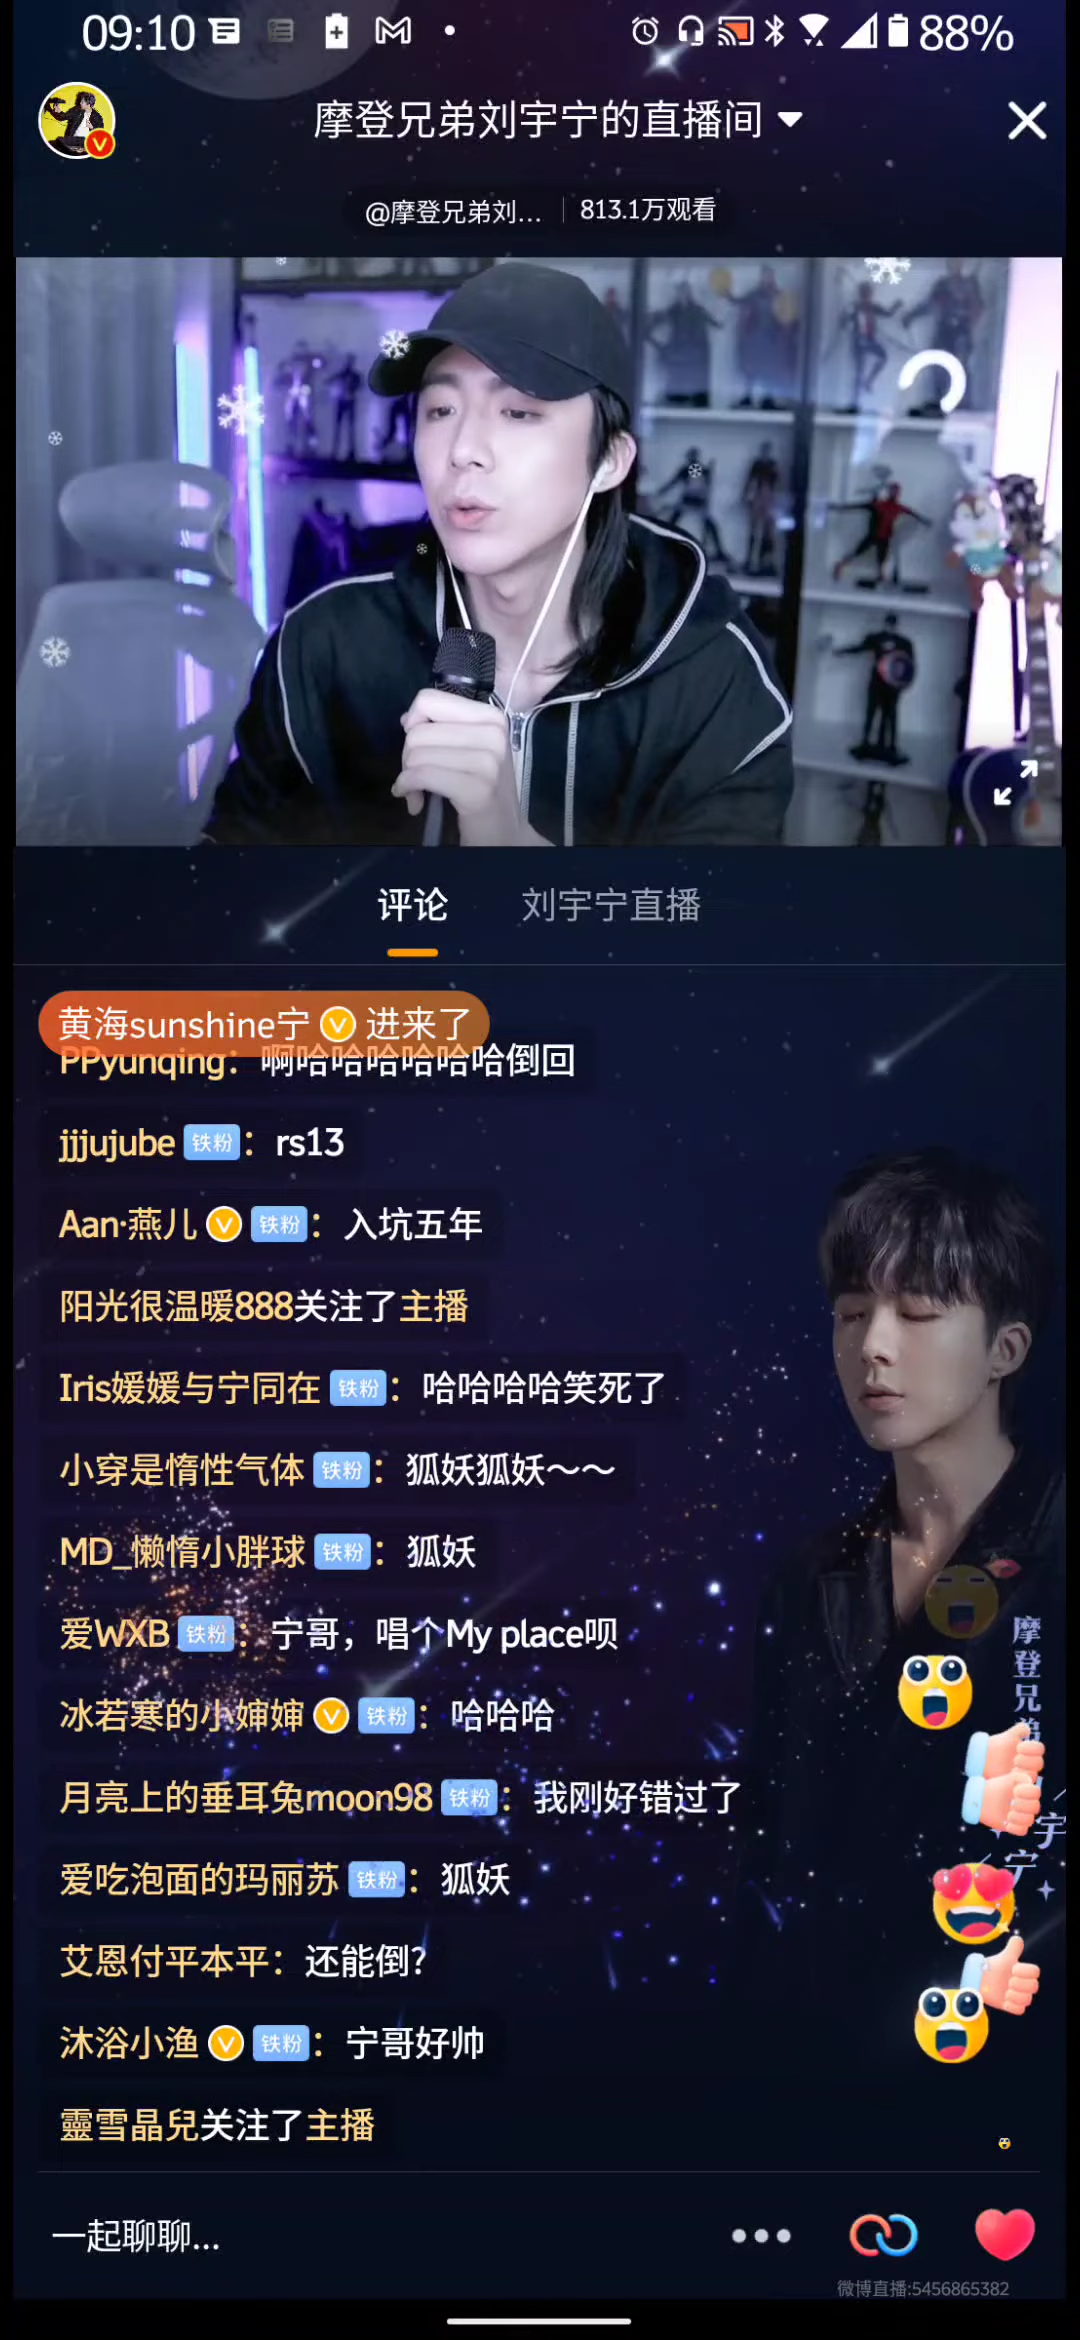 09:10 88%
摩登兄弟刘宇宁的直播间
@摩登兄弟刘... 813.1万观看
评论 刘宇宁直播
黄海sunshine宁 进来了
PPyunqing：啊哈哈哈哈哈哈倒回
jjjujube 铁粉：rs13
Aan·燕儿 铁粉：入坑五年
阳光很温暖888关注了主播
Iris媛媛与宁同在 铁粉：哈哈哈哈笑死了
小穿是惰性气体 铁粉：狐妖狐妖～～
MD_懒惰小胖球 铁粉：狐妖
爱WXB 铁粉：宁哥，唱个My place呗
冰若寒的小婶婶 铁粉：哈哈哈
月亮上的垂耳兔moon98 铁粉：我刚好错过了
爱吃泡面的玛丽苏 铁粉：狐妖
艾恩付平本平：还能倒?
沐浴小渔 铁粉：宁哥好帅
靈雪晶兒关注了主播
摩登兄弟
宇宁
一起聊聊...
微博直播:5456865382